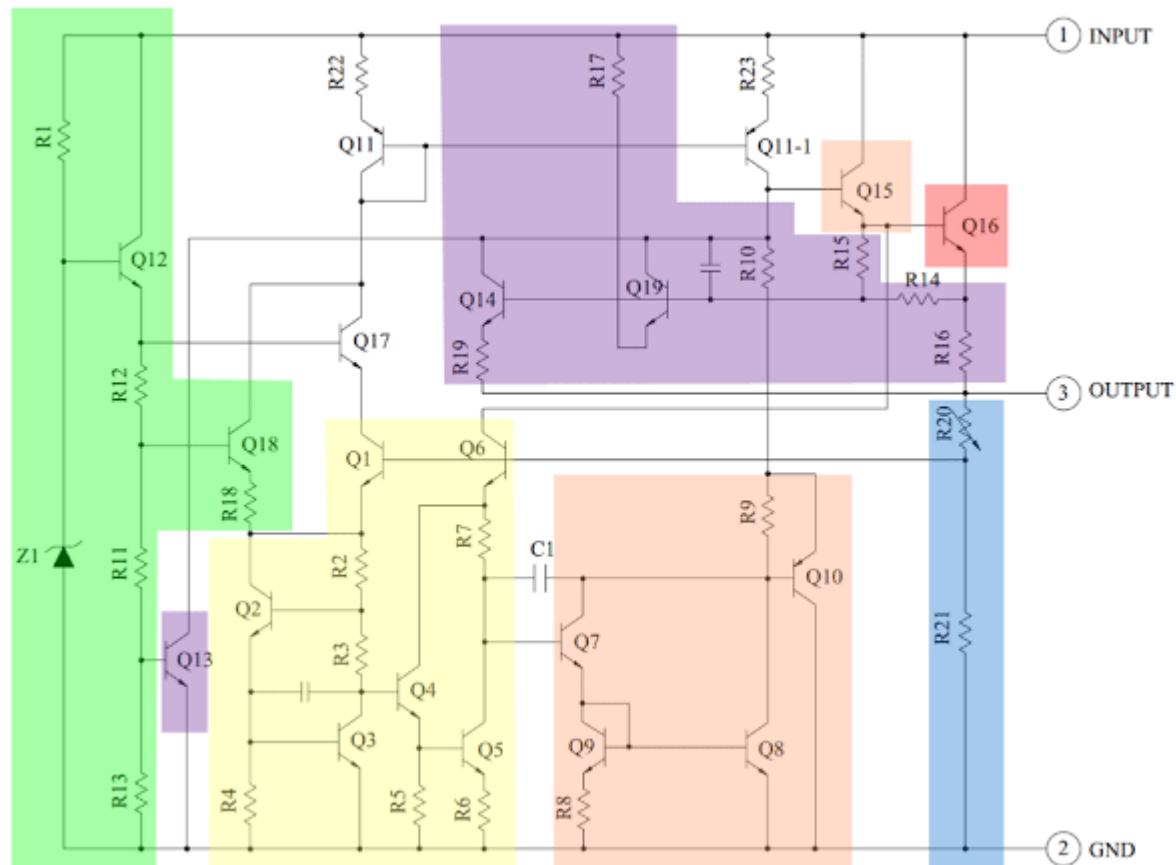 1 INPUT
R22
R17
R23
R1
Q11
Q11-1
Q15
Q16
Q12
R10
R15
R14
Q14
Q19
Q17
R19
R16
R12
3 OUTPUT
R20
Q18
Q1
Q6
R18
R9
R7
Z1
R11
R2
C1
Q10
Q2
R21
Q7
R3
Q13
Q4
Q3
Q5
Q9
Q8
R13
R4
R5
R6
R8
2 GND